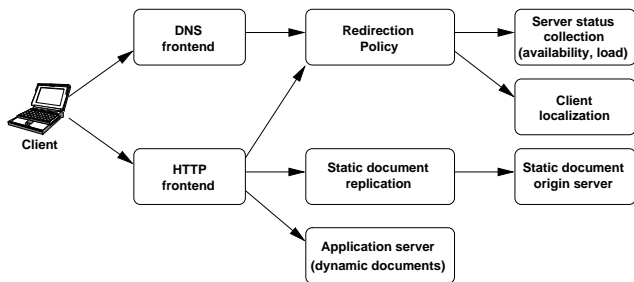 DNS
frontend
Redirection
Policy
Server status
collection
(availability, load)
Client
localization
Client
HTTP
frontend
Static document
replication
Static document
origin server
Application server
(dynamic documents)